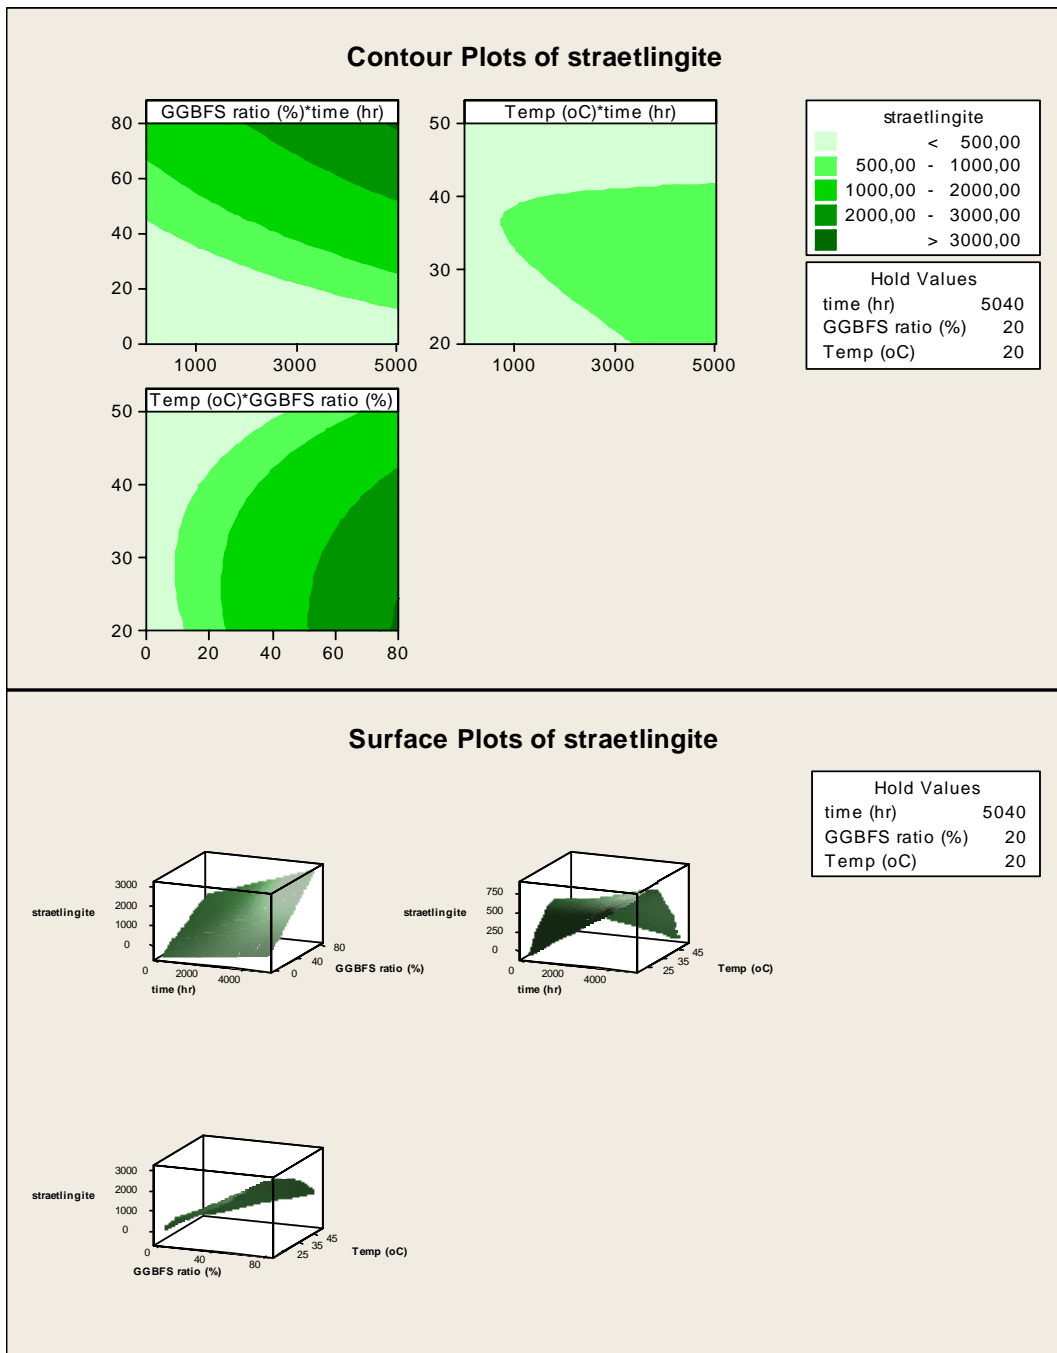 Contour Plots of straetlingite
GGBFS ratio (%)*time (hr)
80
60
40
20
0
1000 3000 5000
Temp (oC)*time (hr)
50
40
30
20
1000 3000 5000
straetlingite
< 500,00
500,00 - 1000,00
1000,00 - 2000,00
2000,00 - 3000,00
> 3000,00
Hold Values
time (hr) 5040
GGBFS ratio (%) 20
Temp (oC) 20
Temp (oC)*GGBFS ratio (%)
50
40
30
20
0 20 40 60 80
Surface Plots of straetlingite
Hold Values
time (hr) 5040
GGBFS ratio (%) 20
Temp (oC) 20
straetlingite
3000
2000
1000
0
0 2000 4000
time (hr)
0 40 80
GGBFS ratio (%)
straetlingite
750
500
250
0
0 2000 4000
time (hr)
25 35 45
Temp (oC)
straetlingite
3000
2000
1000
0
0 40 80
GGBFS ratio (%)
25 35 45
Temp (oC)